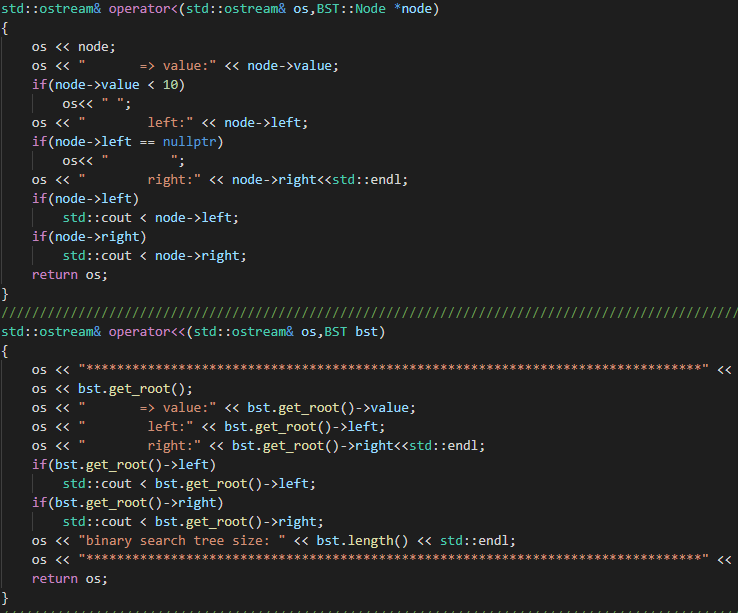 std::ostream& operator<(std::ostream& os,BST::Node *node)
{
    os << node;
    os << "       => value:" << node->value;
    if(node->value < 10)
        os<< " ";
    os << "        left:" << node->left;
    if(node->left == nullptr)
        os<< "        ";
    os << "        right:" << node->right<<std::endl;
    if(node->left)
        std::cout < node->left;
    if(node->right)
        std::cout < node->right;
    return os;
}
////////////////////////////////////////////////////////////////////////////////////////////////
std::ostream& operator<<(std::ostream& os,BST bst)
{
    os << "********************************************************************************" <<
    os << bst.get_root();
    os << "       => value:" << bst.get_root()->value;
    os << "        left:" << bst.get_root()->left;
    os << "        right:" << bst.get_root()->right<<std::endl;
    if(bst.get_root()->left)
        std::cout < bst.get_root()->left;
    if(bst.get_root()->right)
        std::cout < bst.get_root()->right;
    os << "binary search tree size: " << bst.length() << std::endl;
    os << "********************************************************************************" <<
    return os;
}